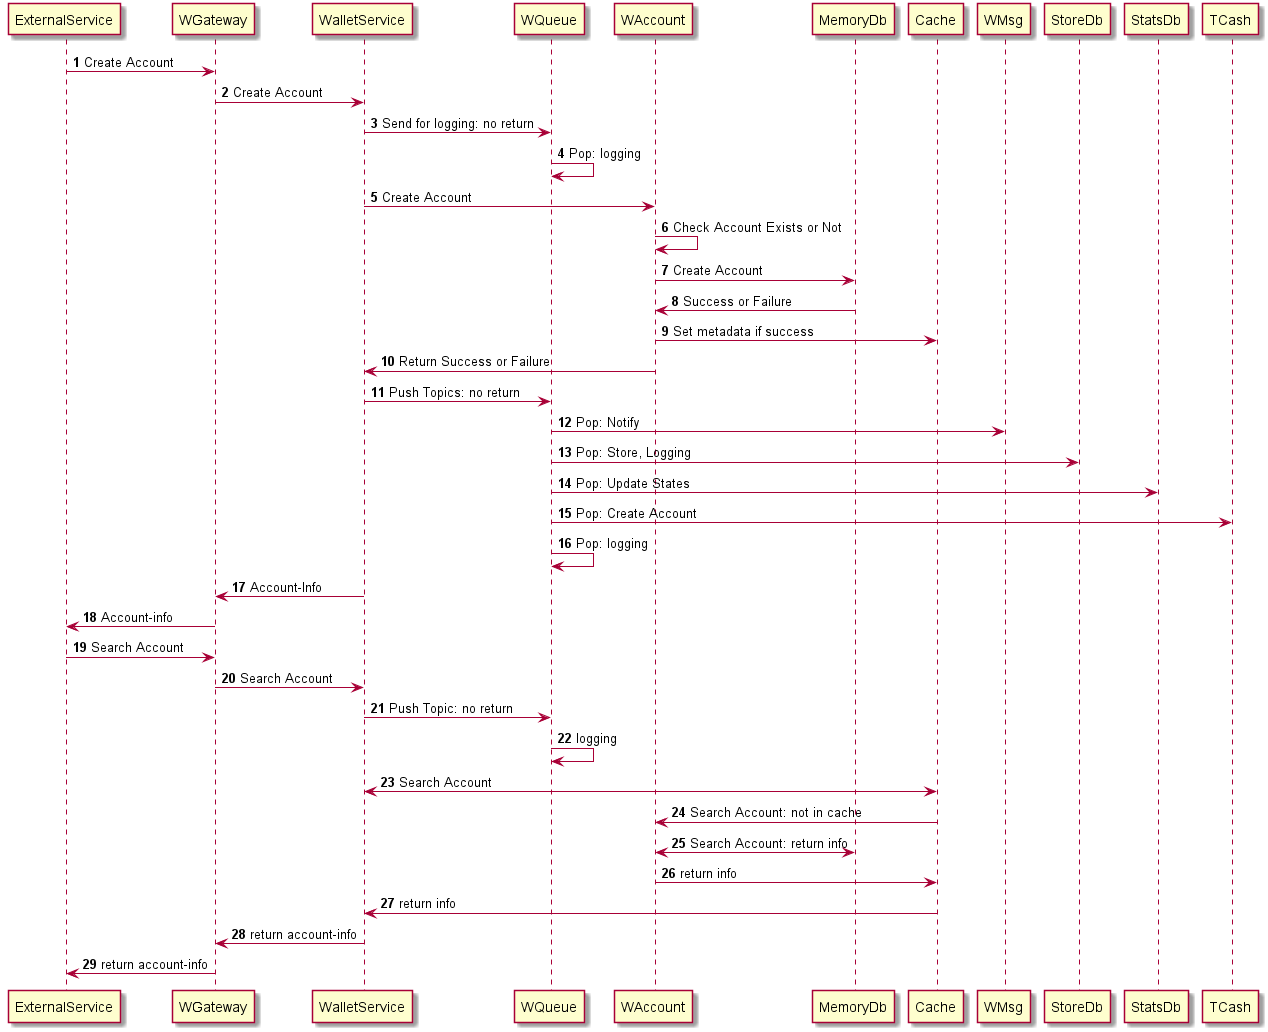 ExternalService WGateway WalletService WQueue WAccount MemoryDb Cache WMsg StoreDb StatsDb TCash
1 Create Account
2 Create Account
3 Send for logging: no return
4 Pop: logging
5 Create Account
6 Check Account Exists or Not
7 Create Account
8 Success or Failure
9 Set metadata if success
10 Return Success or Failure
11 Push Topics: no return
12 Pop: Notify
13 Pop: Store, Logging
14 Pop: Update States
15 Pop: Create Account
16 Pop: logging
17 Account-Info
18 Account-info
19 Search Account
20 Search Account
21 Push Topic: no return
22 logging
23 Search Account
24 Search Account: not in cache
25 Search Account: return info
26 return info
27 return info
28 return account-info
29 return account-info
ExternalService WGateway WalletService WQueue WAccount MemoryDb Cache WMsg StoreDb StatsDb TCash